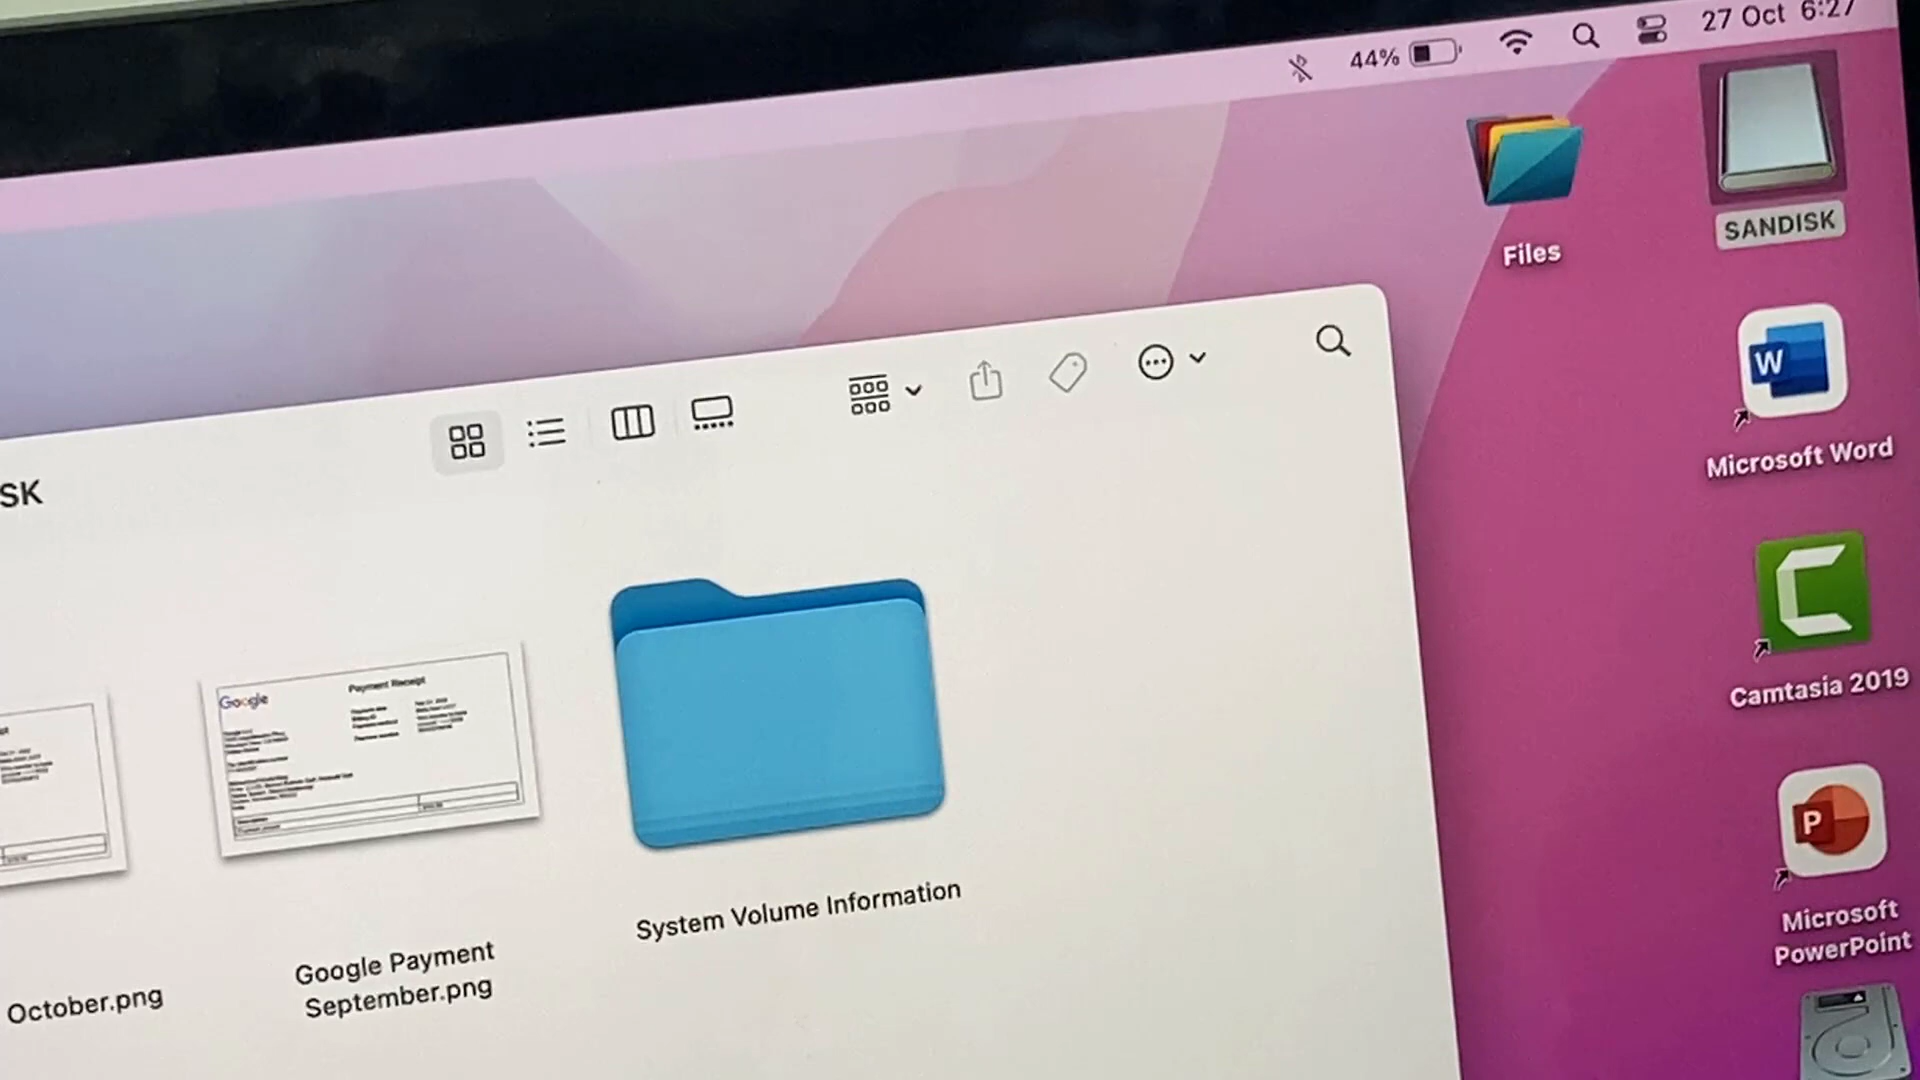 44%
27 Oct 6:27
SANDISK
Files
SK
W
Microsoft Word
Camtasia 2019
P
Microsoft
PowerPoint
Google
Payment Receipt
System Volume Information
October.png
Google Payment
September.png